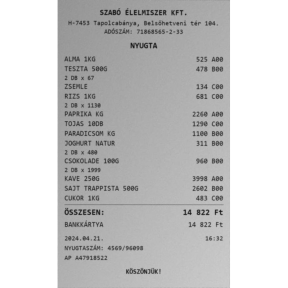 SZABÓ ÉLELMISZER KFT.
H-7453 Tapolcabánya, Belsőhetveni tér 104.
ADÓSZÁM: 71868565-2-33
NYUGTA
ALMA 1KG 525 A00
TESZTA 500G 478 B00
2 DB x 67
ZSEMLE 134 C00
RIZS 1KG 681 C00
2 DB x 1130
PAPRIKA KG 2260 A00
TOJAS 10DB 1290 C00
PARADICSOM KG 1100 B00
JOGHURT NATUR 311 B00
2 DB x 480
CSOKOLADE 100G 960 B00
2 DB x 1999
KAVE 250G 3998 A00
SAJT TRAPPISTA 500G 2602 B00
CUKOR 1KG 483 C00
ÖSSZESEN: 14 822 Ft
BANKKÁRTYA 14 822 Ft
2024.04.21. 16:32
NYUGTASZÁM: 4569/96098
AP A47918522
KÖSZÖNJÜK!